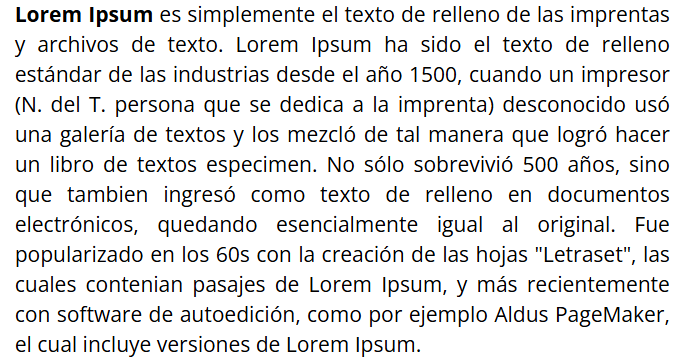 Lorem Ipsum es simplemente el texto de relleno de las imprentas
y archivos de texto. Lorem Ipsum ha sido el texto de relleno
estándar de las industrias desde el año 1500, cuando un impresor
(N. del T. persona que se dedica a la imprenta) desconocido usó
una galería de textos y los mezcló de tal manera que logró hacer
un libro de textos especimen. No sólo sobrevivió 500 años, sino
que tambien ingresó como texto de relleno en documentos
electrónicos, quedando esencialmente igual al original. Fue
popularizado en los 60s con la creación de las hojas "Letraset", las
cuales contenian pasajes de Lorem Ipsum, y más recientemente
con software de autoedición, como por ejemplo Aldus PageMaker,
el cual incluye versiones de Lorem Ipsum.